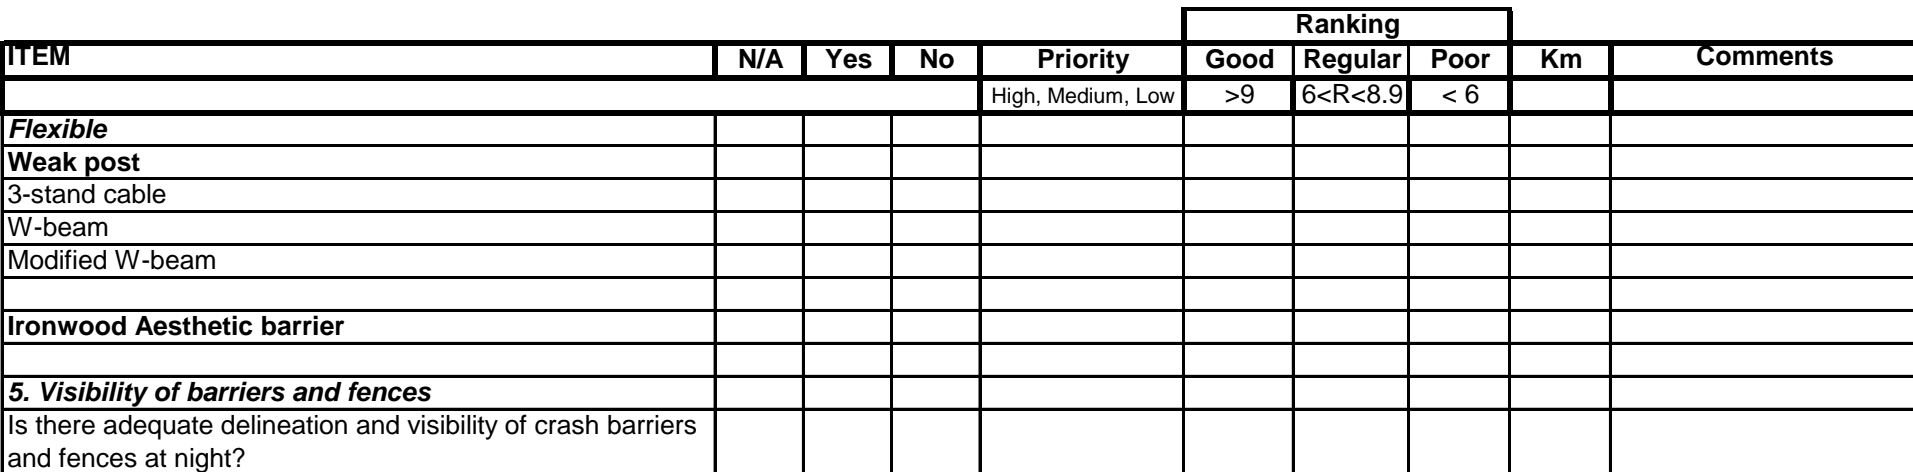 Ranking
ITEM N/A Yes No Priority Good Regular Poor Km Comments
High, Medium, Low >9 6<R<8.9 < 6
Flexible
Weak post
3-stand cable
W-beam
Modified W-beam
Ironwood Aesthetic barrier
5. Visibility of barriers and fences
Is there adequate delineation and visibility of crash barriers
and fences at night?